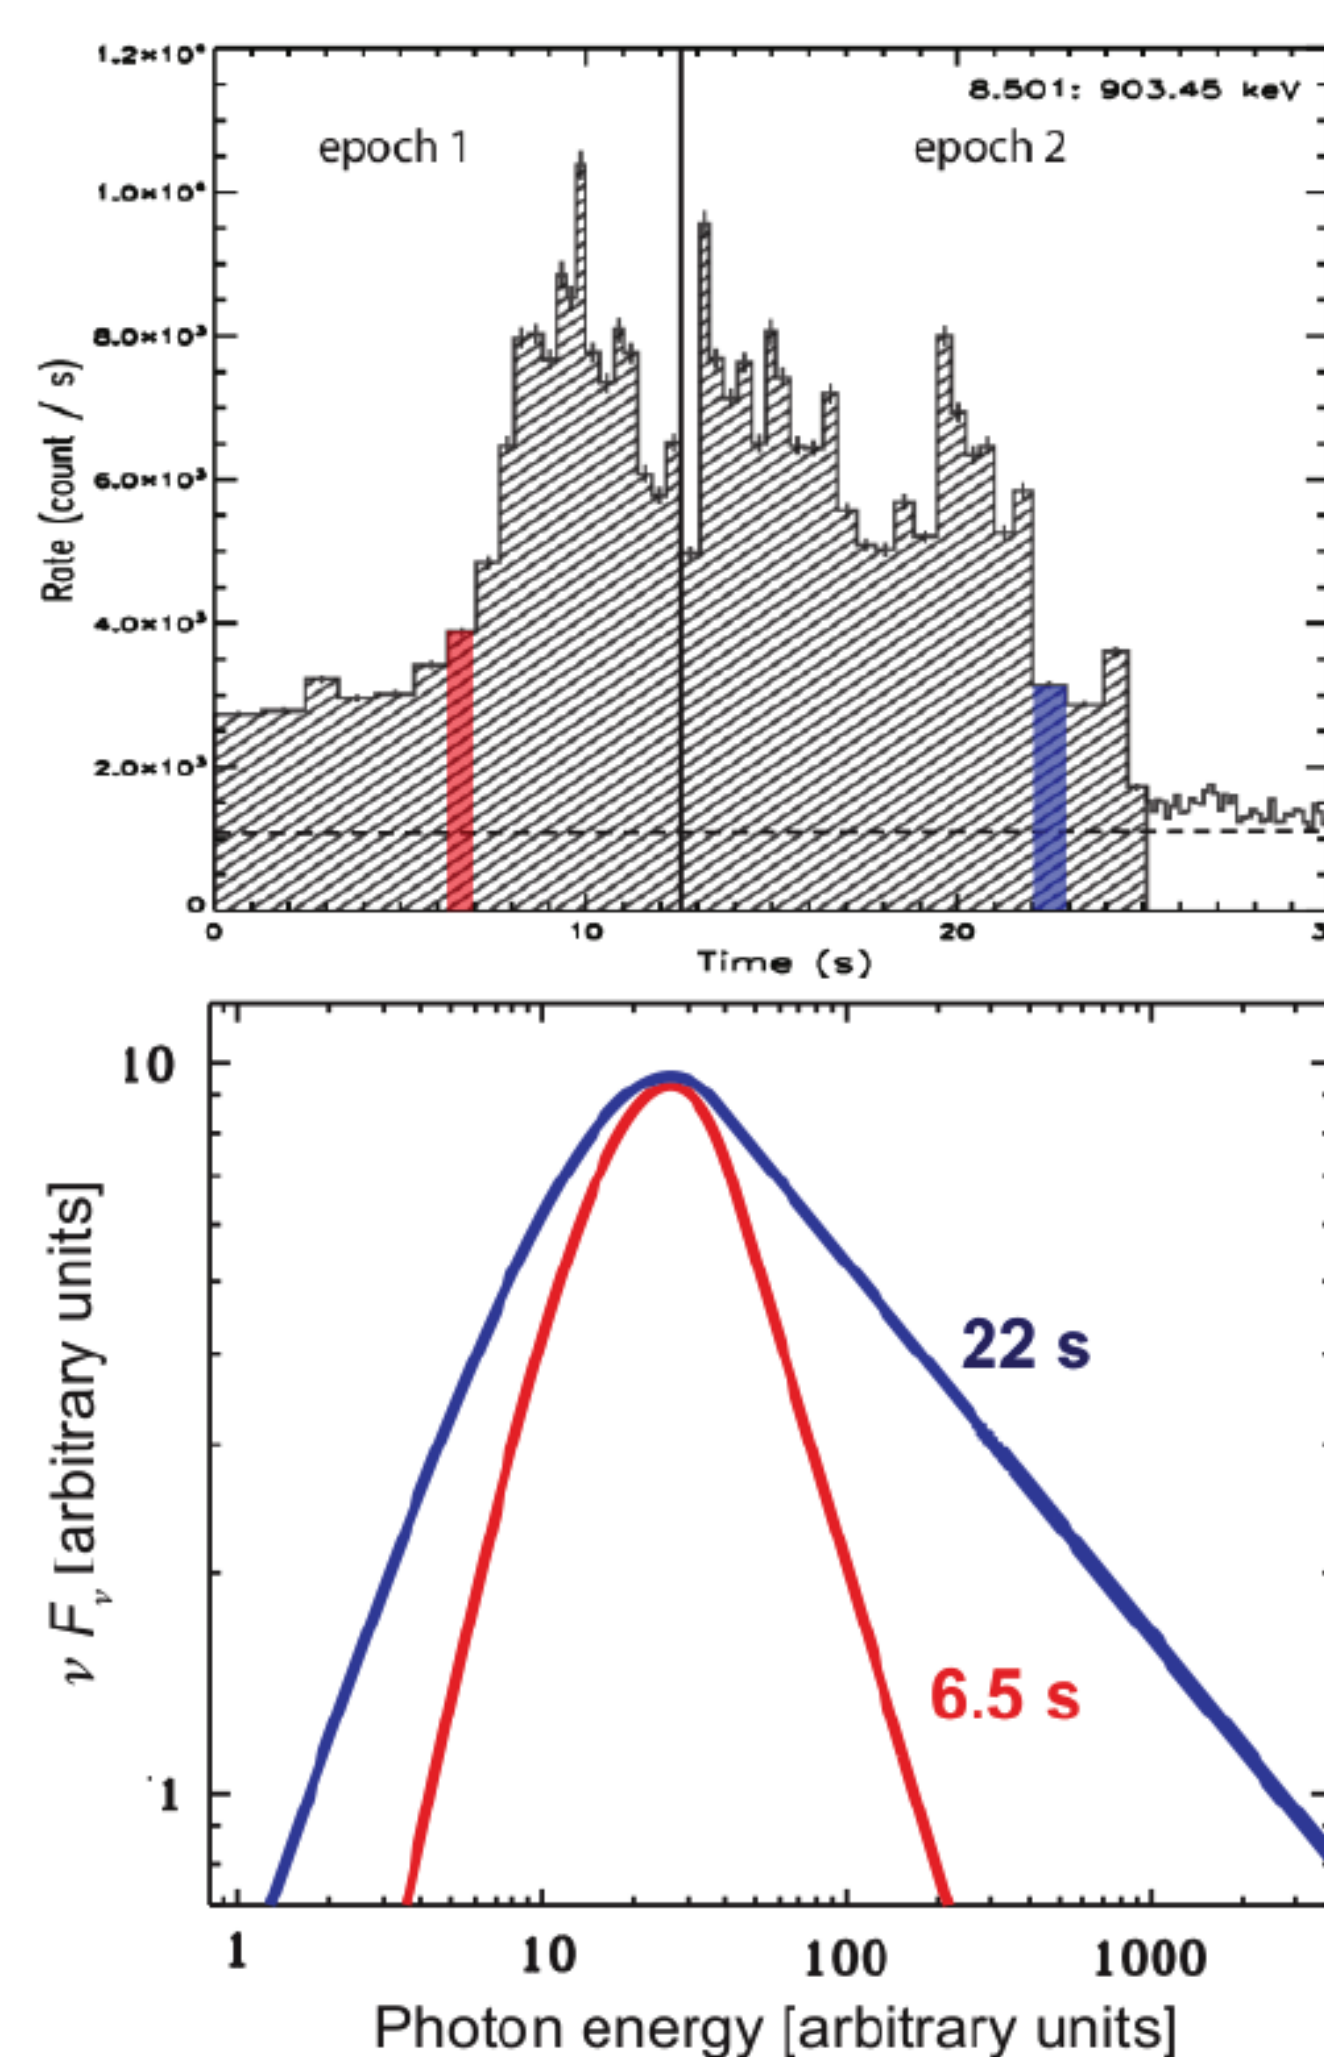 1.2×10⁴
8.501: 903.45 keV
epoch 1
epoch 2
1.0×10⁴
8.0×10³
6.0×10³
4.0×10³
2.0×10³
0
Rate (count / s)
0 10 20 3
Time (s)
10
1
ν Fν [arbitrary units]
22 s
6.5 s
1 10 100 1000
Photon energy [arbitrary units]